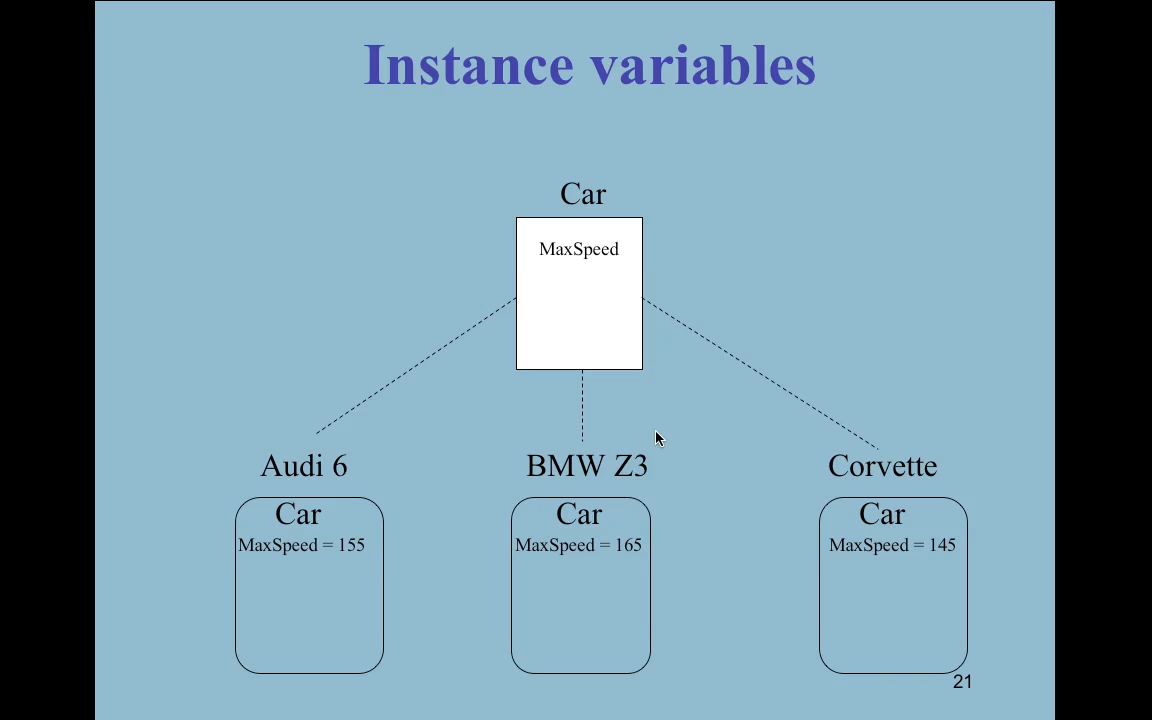 Instance variables
Car
MaxSpeed
Audi 6
BMW Z3
Corvette
Car
Car
Car
MaxSpeed = 155
MaxSpeed = 165
MaxSpeed = 145
21